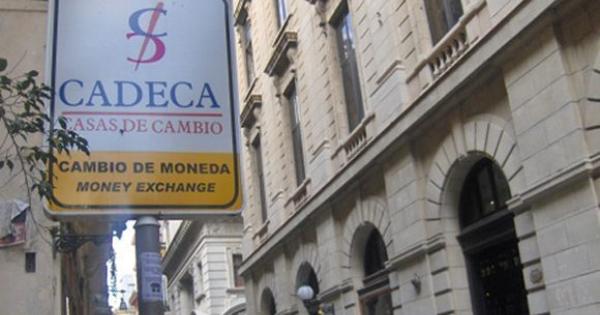 CADECA
CASAS DE CAMBIO
CAMBIO DE MONEDA
MONEY EXCHANGE